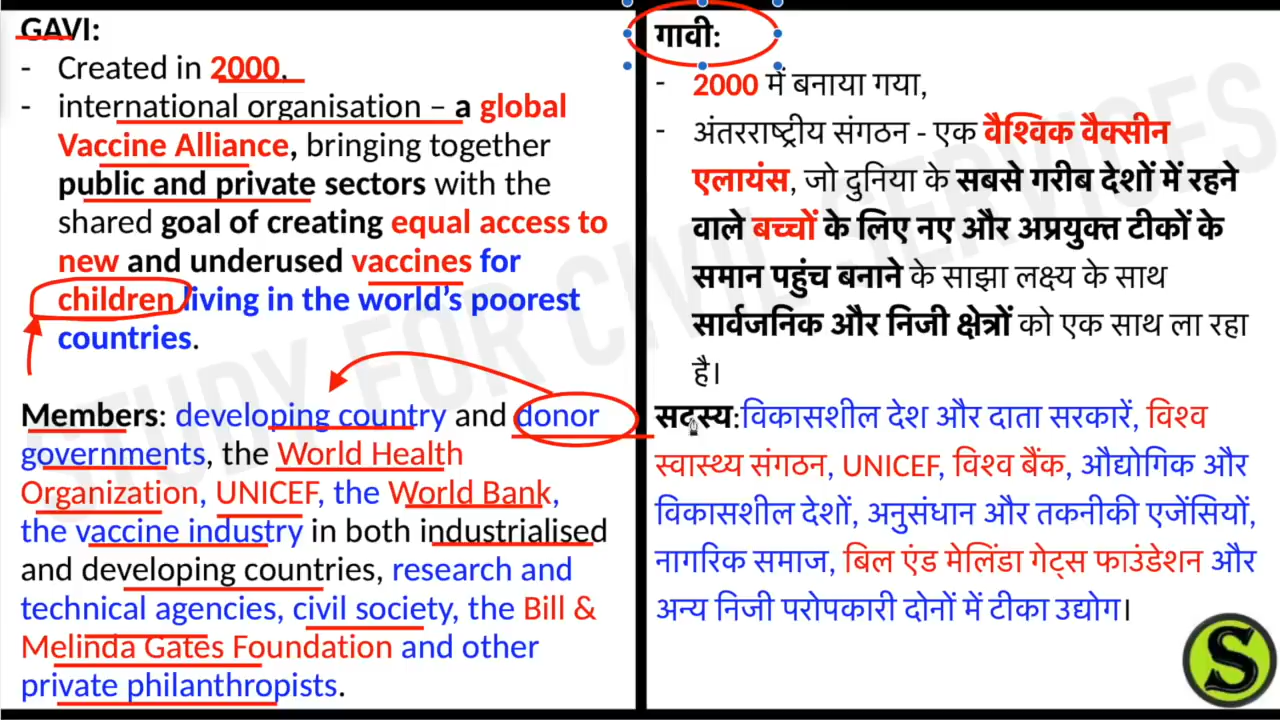 GAVI:
- Created in 2000,
- international organisation – a global
Vaccine Alliance, bringing together
public and private sectors with the
shared goal of creating equal access to
new and underused vaccines for
children living in the world's poorest
countries.
Members: developing country and donor
governments, the World Health
Organization, UNICEF, the World Bank,
the vaccine industry in both industrialised
and developing countries, research and
technical agencies, civil society, the Bill &
Melinda Gates Foundation and other
private philanthropists.
गावी:
- 2000 में बनाया गया,
- अंतरराष्ट्रीय संगठन - एक वैश्विक वैक्सीन
एलायंस, जो दुनिया के सबसे गरीब देशों में रहने
वाले बच्चों के लिए नए और अप्रयुक्त टीकों के
समान पहुंच बनाने के साझा लक्ष्य के साथ
सार्वजनिक और निजी क्षेत्रों को एक साथ ला रहा
है।
सदस्य:विकासशील देश और दाता सरकारें, विश्व
स्वास्थ्य संगठन, UNICEF, विश्व बैंक, औद्योगिक और
विकासशील देशों, अनुसंधान और तकनीकी एजेंसियों,
नागरिक समाज, बिल एंड मेलिंडा गेट्स फाउंडेशन और
अन्य निजी परोपकारी दोनों में टीका उद्योग।
STUDY FOR CIVIL SERVICES
S